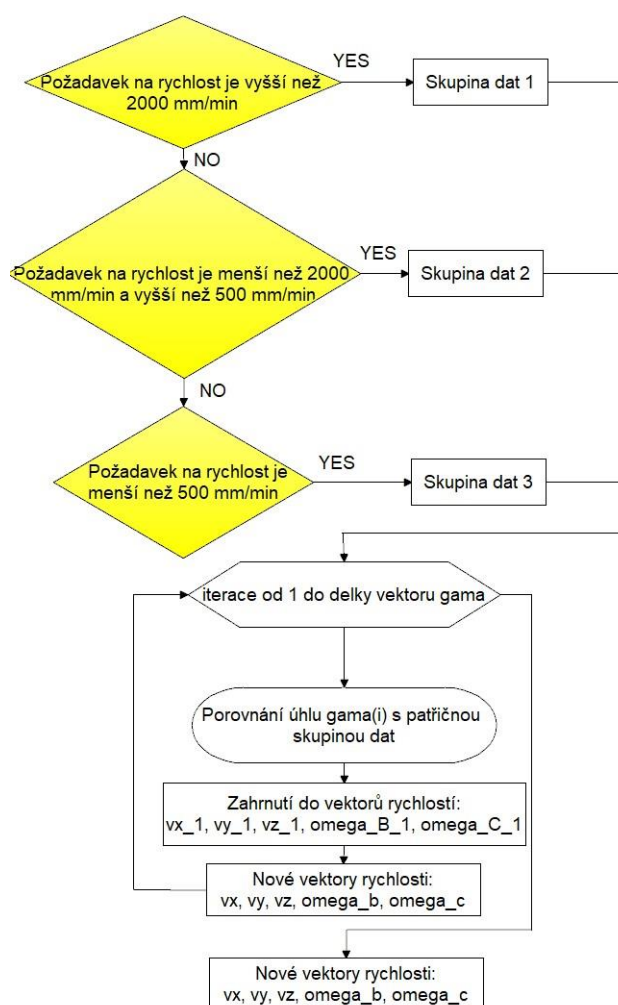 Požadavek na rychlost je vyšší než
2000 mm/min
YES
Skupina dat 1
NO
Požadavek na rychlost je menší než 2000
mm/min a vyšší než 500 mm/min
YES
Skupina dat 2
NO
Požadavek na rychlost je
menší než 500 mm/min
YES
Skupina dat 3
iterace od 1 do delky vektoru gama
Porovnání úhlu gama(i) s patřičnou
skupinou dat
Zahrnutí do vektorů rychlostí:
vx_1, vy_1, vz_1, omega_B_1, omega_C_1
Nové vektory rychlosti:
vx, vy, vz, omega_b, omega_c
Nové vektory rychlosti:
vx, vy, vz, omega_b, omega_c